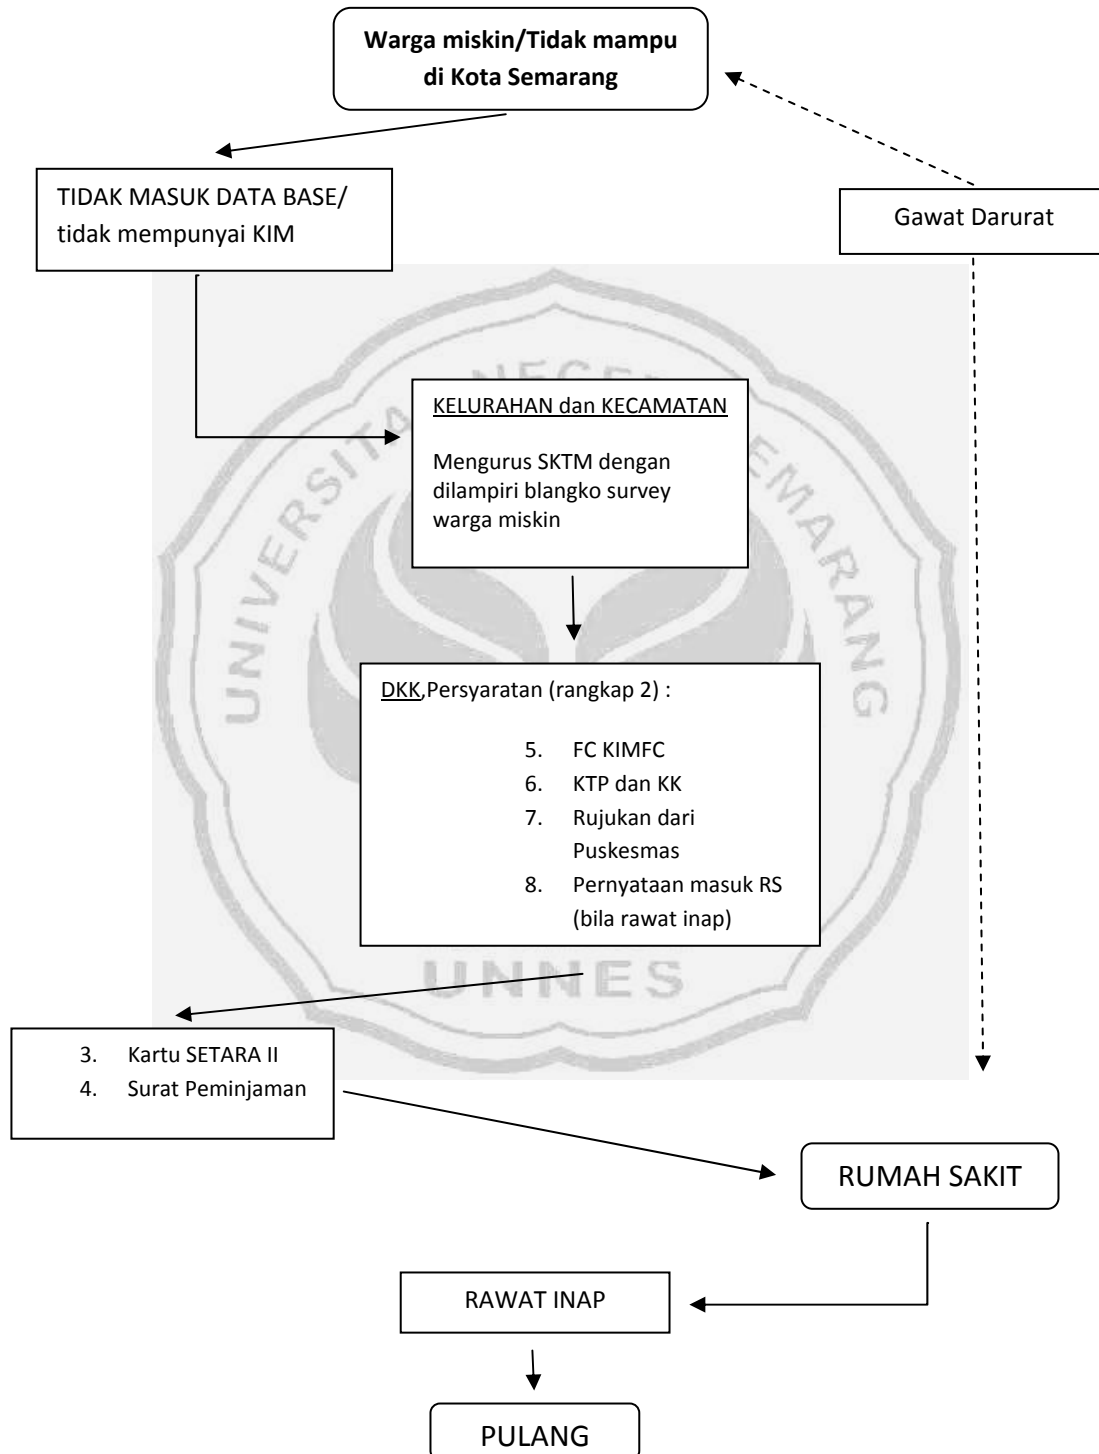 Warga miskin/Tidak mampu
di Kota Semarang
TIDAK MASUK DATA BASE/
tidak mempunyai KIM
Gawat Darurat
KELURAHAN dan KECAMATAN
Mengurus SKTM dengan
dilampiri blangko survey
warga miskin
DKK,Persyaratan (rangkap 2) :
5. FC KIMFC
6. KTP dan KK
7. Rujukan dari
Puskesmas
8. Pernyataan masuk RS
(bila rawat inap)
UNIVERSITAS NEGERI SEMARANG
UNNES
3. Kartu SETARA II
4. Surat Peminjaman
RUMAH SAKIT
RAWAT INAP
PULANG